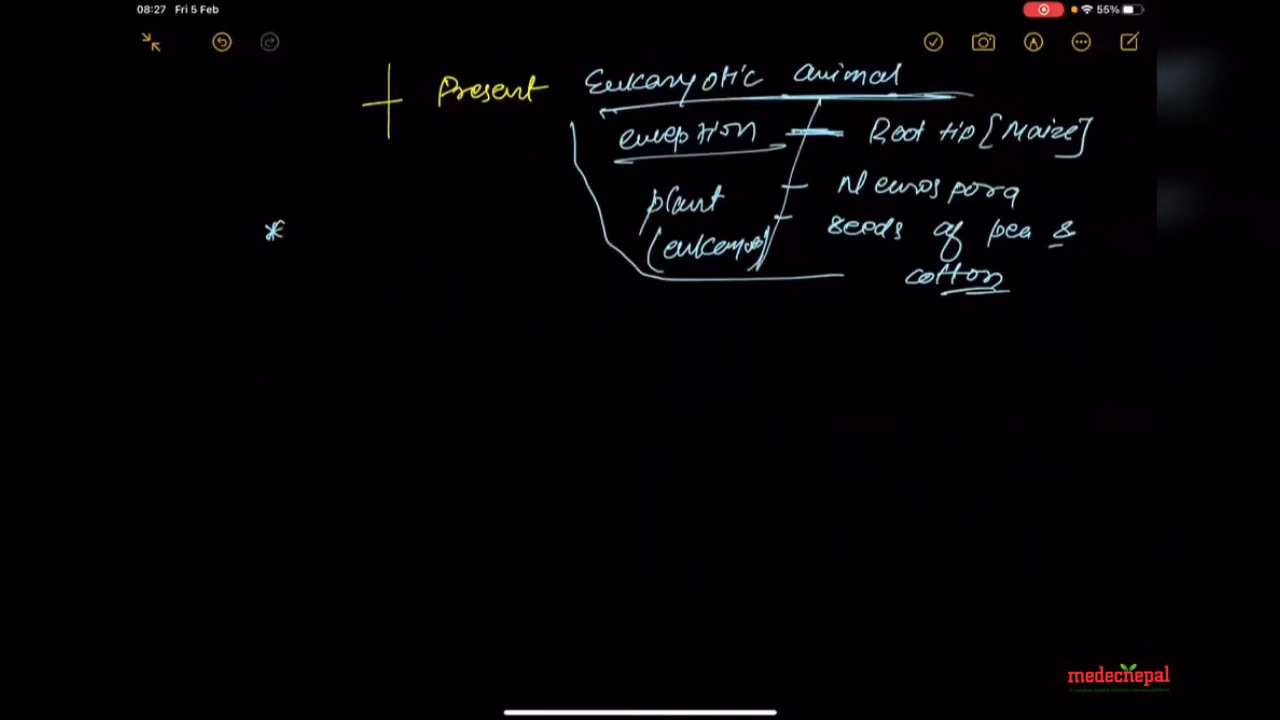 08:27 Fri 5 Feb
55%
+ Present Eukaryotic animal
exception
Root tip [Maize]
Neurospora
plant
seeds of pea &
cotton
*
medecnepal